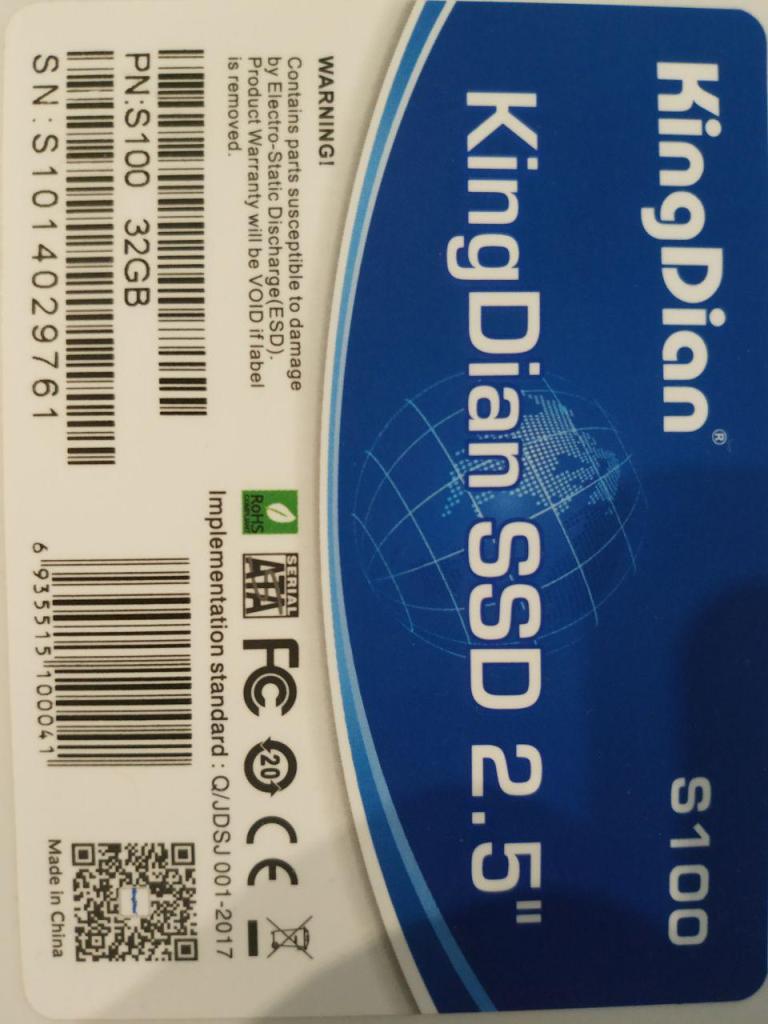 KingDian®
S100
KingDian SSD 2.5"
WARNING!
Contains parts susceptible to damage
by Electro-Static Discharge(ESD).
Product Warranty will be VOID if label
is removed.
PN:S100 32GB
SN:S1014029761
RoHS
COMPLIANT
SERIAL
ATA
FC
20
CE
Implementation standard : Q/JDSJ 001-2017
6 935515 100041
Made in China